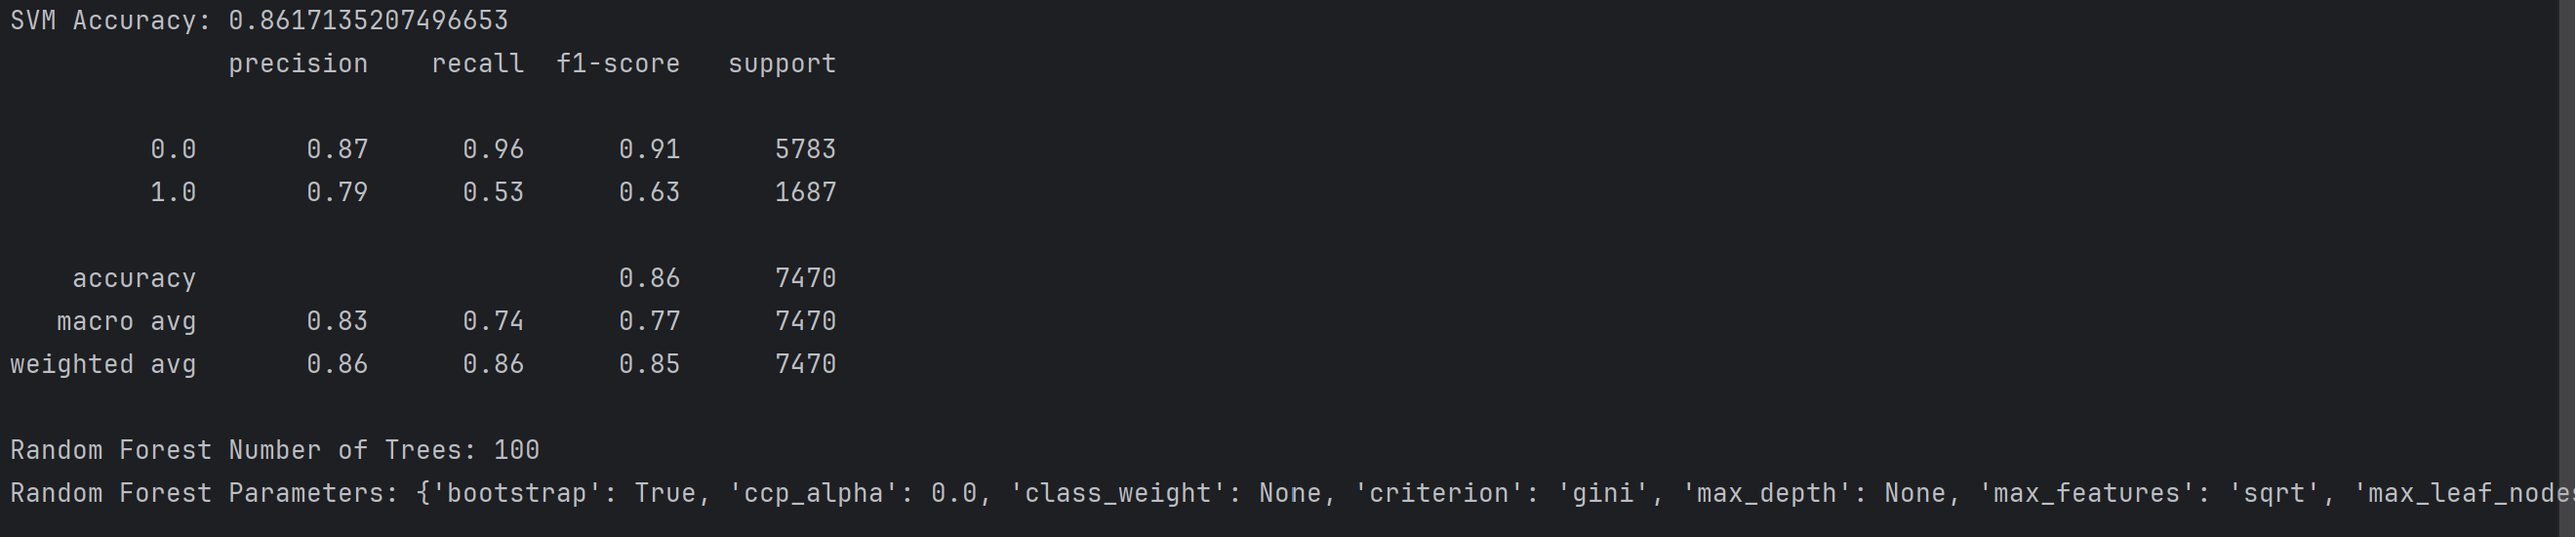 SVM Accuracy: 0.8617135207496653
precision recall f1-score support
0.0 0.87 0.96 0.91 5783
1.0 0.79 0.53 0.63 1687
accuracy 0.86 7470
macro avg 0.83 0.74 0.77 7470
weighted avg 0.86 0.86 0.85 7470
Random Forest Number of Trees: 100
Random Forest Parameters: {'bootstrap': True, 'ccp_alpha': 0.0, 'class_weight': None, 'criterion': 'gini', 'max_depth': None, 'max_features': 'sqrt', 'max_leaf_nodes